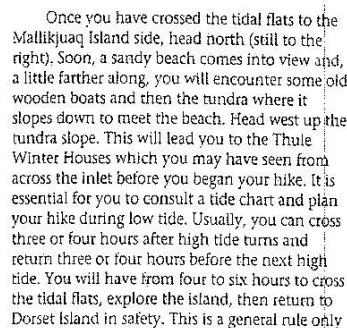 Once you have crossed the tidal flats to the
Mallikjuaq Island side, head north (still to the
right). Soon, a sandy beach comes into view and,
a little farther along, you will encounter some old
wooden boats and then the tundra where it
slopes down to meet the beach. Head west up the
tundra slope. This will lead you to the Thule
Winter Houses which you may have seen from
across the inlet before you began your hike. It is
essential for you to consult a tide chart and plan
your hike during low tide. Usually, you can cross
three or four hours after high tide turns and
return three or four hours before the next high
tide. You will have from four to six hours to cross
the tidal flats, explore the island, then return to
Dorset Island in safety. This is a general rule only